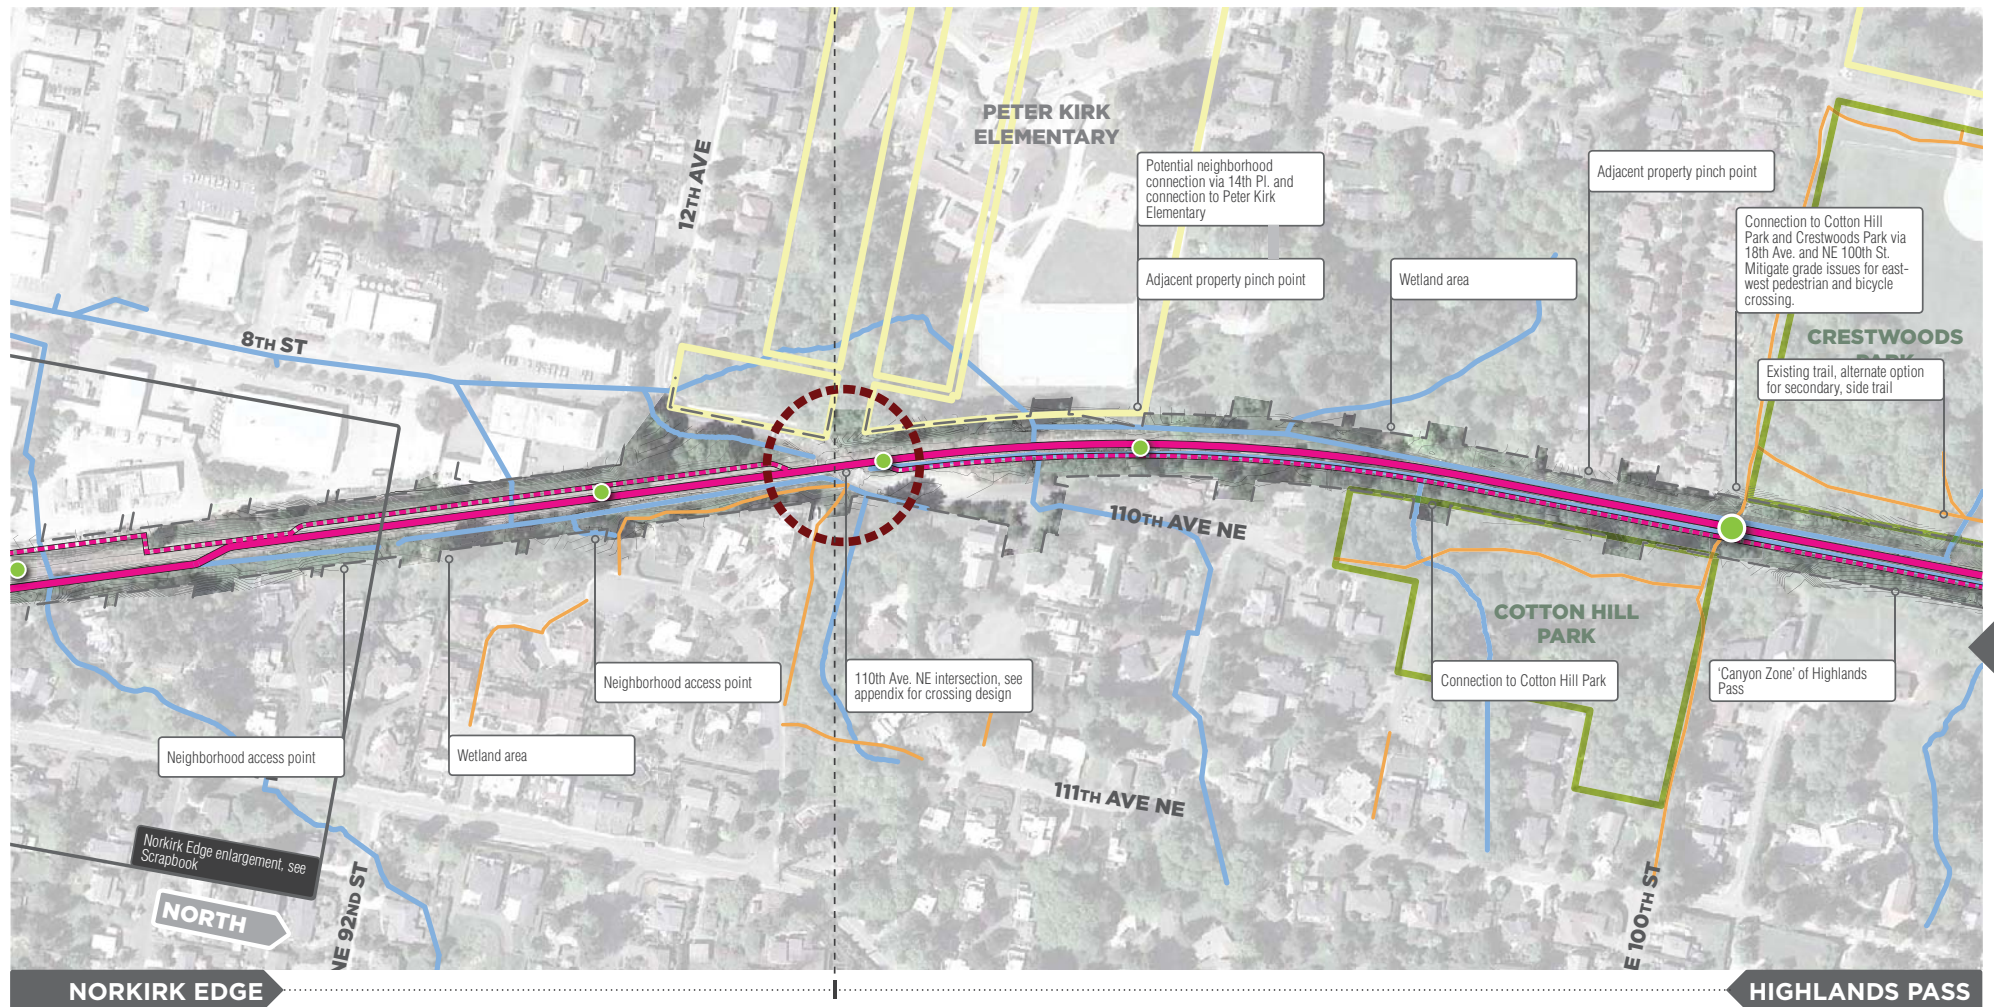 PETER KIRK
ELEMENTARY
12TH AVE
8TH ST
Potential neighborhood
connection via 14th Pl. and
connection to Peter Kirk
Elementary
Adjacent property pinch point
Wetland area
Adjacent property pinch point
Connection to Cotton Hill
Park and Crestwoods Park via
18th Ave. and NE 100th St.
Mitigate grade issues for east-
west pedestrian and bicycle
crossing.
CRESTWOODS
PARK
Existing trail, alternate option
for secondary, side trail
110TH AVE NE
COTTON HILL
PARK
Neighborhood access point
110th Ave. NE intersection, see
appendix for crossing design
Connection to Cotton Hill Park
'Canyon Zone' of Highlands
Pass
Neighborhood access point
Wetland area
111TH AVE NE
Norkirk Edge enlargement, see
Scrapbook
NORTH
NE 92ND ST
E 100TH ST
NORKIRK EDGE
HIGHLANDS PASS